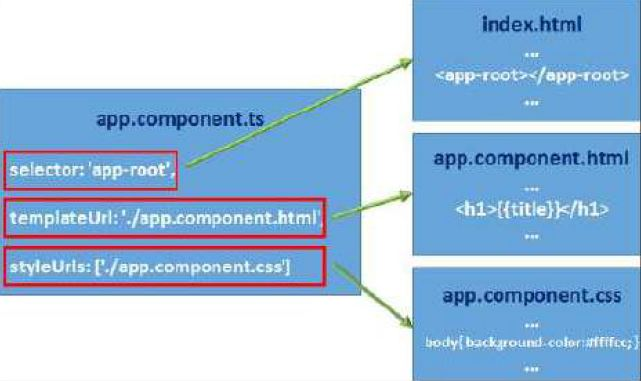 app.component.ts
selector: 'app-root',
templateUrl: './app.component.html',
styleUrls: ['./app.component.css']
index.html
...
<app-root></app-root>
...
app.component.html
...
<h1>{{title}}</h1>
...
app.component.css
...
body{ background-color:#ffffcc; }
...